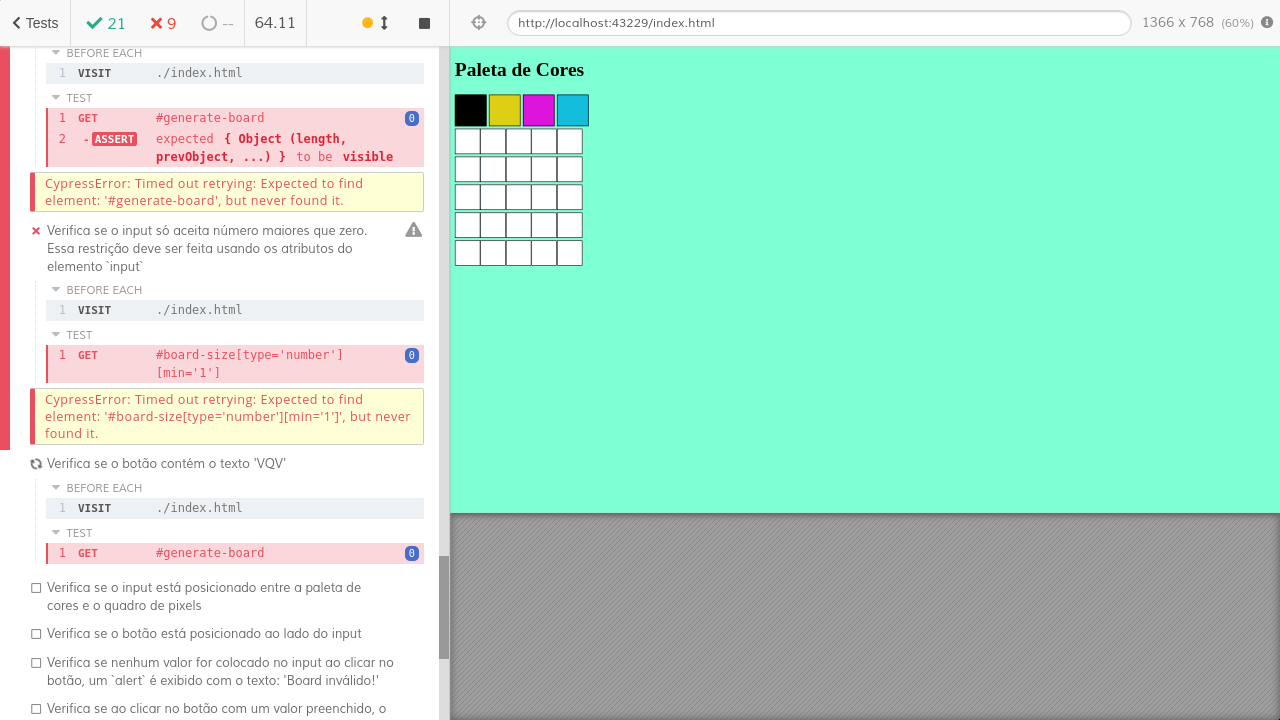 Tests 21 9 -- 64.11 http://localhost:43229/index.html 1366 x 768 (60%)
BEFORE EACH
1 VISIT ./index.html
TEST
1 GET #generate-board 0
2 -ASSERT expected { Object (length,
prevObject, ...) } to be visible
CypressError: Timed out retrying: Expected to find
element: '#generate-board', but never found it.
Verifica se o input só aceita número maiores que zero.
Essa restrição deve ser feita usando os atributos do
elemento `input`
BEFORE EACH
1 VISIT ./index.html
TEST
1 GET #board-size[type='number'] 0
[min='1']
CypressError: Timed out retrying: Expected to find
element: '#board-size[type='number'][min='1']', but never
found it.
Verifica se o botão contém o texto 'VQV'
BEFORE EACH
1 VISIT ./index.html
TEST
1 GET #generate-board 0
Verifica se o input está posicionado entre a paleta de
cores e o quadro de pixels
Verifica se o botão está posicionado ao lado do input
Verifica se nenhum valor for colocado no input ao clicar no
botão, um `alert` é exibido com o texto: 'Board inválido!'
Verifica se ao clicar no botão com um valor preenchido, o
Paleta de Cores